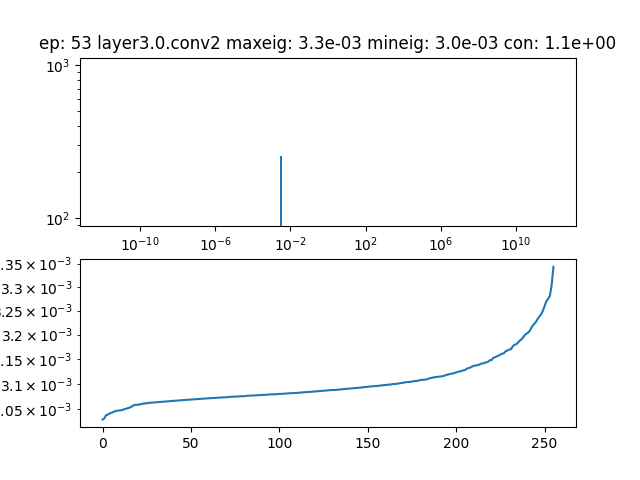 ep: 53 layer3.0.conv2 maxeig: 3.3e-03 mineig: 3.0e-03 con: 1.1e+00
10³
10²
10⁻¹⁰ 10⁻⁶ 10⁻² 10² 10⁶ 10¹⁰
.35 × 10⁻³
3.3 × 10⁻³
.25 × 10⁻³
3.2 × 10⁻³
.15 × 10⁻³
3.1 × 10⁻³
.05 × 10⁻³
0 50 100 150 200 250